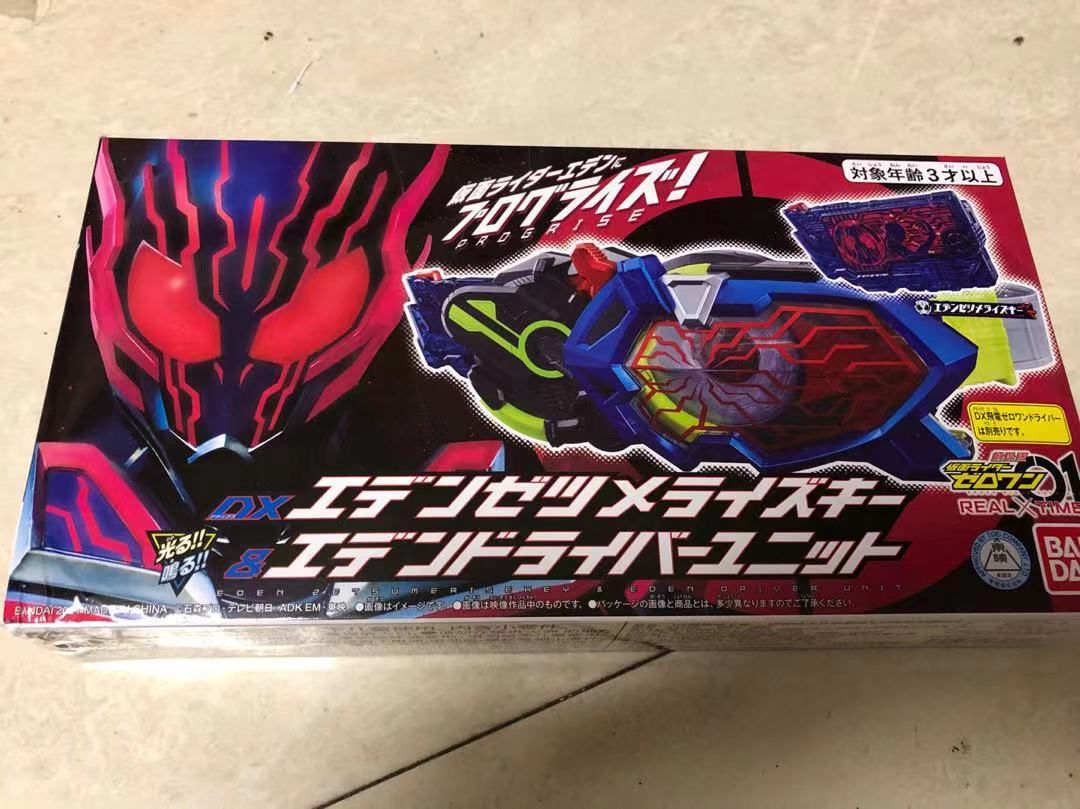 仮面ライダーエデンに
プログライズ!
PROGRISE
対象年齢3才以上
エデンゼツメライズキー
DX飛電ゼロワンドライバー
は別売りです。
劇場版
仮面ライダー
ゼロワン
01
REAL×TIME
DX エデンゼツメライズキー
& エデンドライバーユニット
EDEN ZETSUMERISEKEY & EDEN DRIVER UNIT
光る!!
鳴る!!
東映
BAN
DA
©石森プロ・テレビ朝日・ADK EM・東映 ●画像はイメージです。 ●画像は映像作品中のものです。 ●パッケージの画像と商品とは、多少異なりますのでご了承ください。